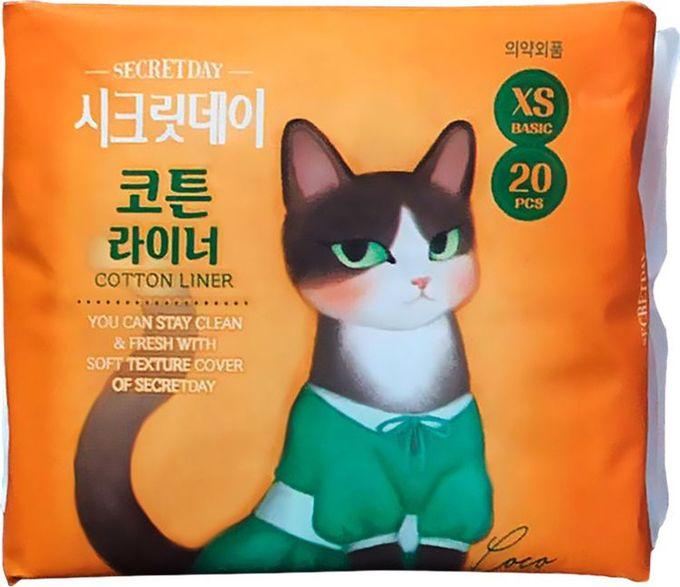 SECRETDAY
시크릿데이
코튼
라이너
COTTON LINER
YOU CAN STAY CLEAN
& FRESH WITH
SOFT TEXTURE COVER
OF SECRETDAY
의약외품
XS
BASIC
20
PCS
SECRETDAY
Coco